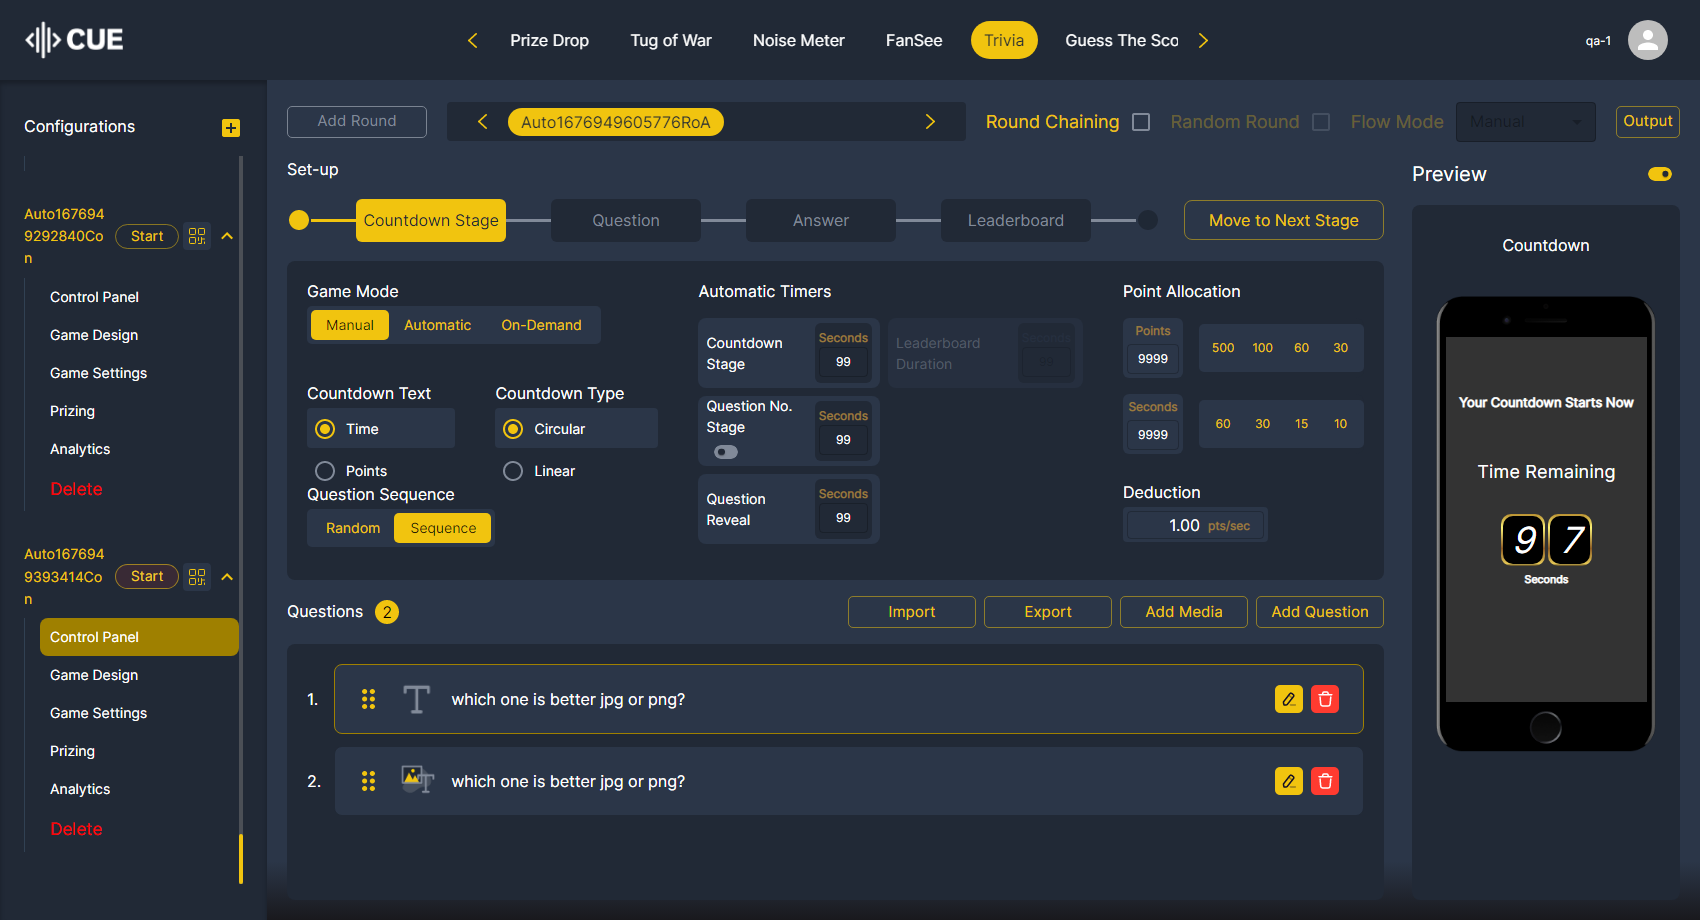 CUE
Prize Drop
Tug of War
Noise Meter
FanSee
Trivia
Guess The Sco
qa-1
Configurations
Auto167694
9292840Co
n
Start
Control Panel
Game Design
Game Settings
Prizing
Analytics
Delete
Auto167694
9393414Co
n
Start
Control Panel
Game Design
Game Settings
Prizing
Analytics
Delete
Add Round
Auto1676949605776RoA
Round Chaining
Random Round
Flow Mode
Manual
Output
Set-up
Countdown Stage
Question
Answer
Leaderboard
Move to Next Stage
Game Mode
Manual
Automatic
On-Demand
Countdown Text
Time
Points
Countdown Type
Circular
Linear
Question Sequence
Random
Sequence
Automatic Timers
Countdown
Stage
Seconds
99
Leaderboard
Duration
Seconds
Question No.
Stage
Seconds
99
Question
Reveal
Seconds
99
Point Allocation
Points
9999
500
100
60
30
Seconds
9999
60
30
15
10
Deduction
1.00 pts/sec
Questions 2
Import
Export
Add Media
Add Question
1. which one is better jpg or png?
2. which one is better jpg or png?
Preview
Countdown
Your Countdown Starts Now
Time Remaining
97
Seconds